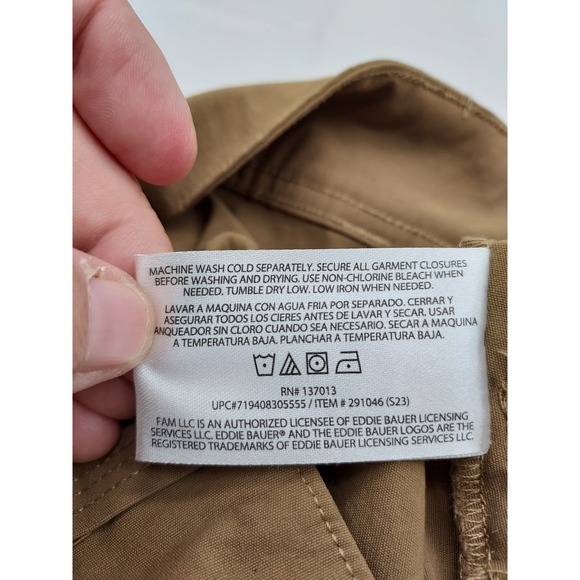 MACHINE WASH COLD SEPARATELY. SECURE ALL GARMENT CLOSURES
BEFORE WASHING AND DRYING. USE NON-CHLORINE BLEACH WHEN
NEEDED. TUMBLE DRY LOW. LOW IRON WHEN NEEDED.
LAVAR A MAQUINA CON AGUA FRIA POR SEPARADO. CERRAR Y
ASEGURAR TODOS LOS CIERES ANTES DE LAVAR Y SECAR. USAR
ANQUEADOR SIN CLORO CUANDO SEA NECESARIO. SECAR A MAQUINA
A TEMPERATURA BAJA. PLANCHAR A TEMPERATURA BAJA.
RN# 137013
UPC#719408305555 / ITEM # 291046 (S23)
FAM LLC IS AN AUTHORIZED LICENSEE OF EDDIE BAUER LICENSING
SERVICES LLC. EDDIE BAUER® AND THE EDDIE BAUER LOGOS ARE THE
REGISTERED TRADEMARKS OF EDDIE BAUER LICENSING SERVICES LLC.